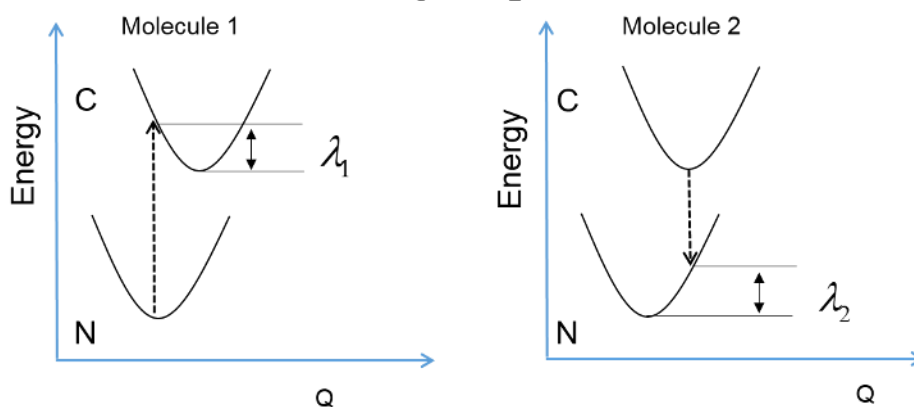 Molecule 1
Energy
C
N
λ₁
Q
Molecule 2
Energy
C
N
λ₂
Q